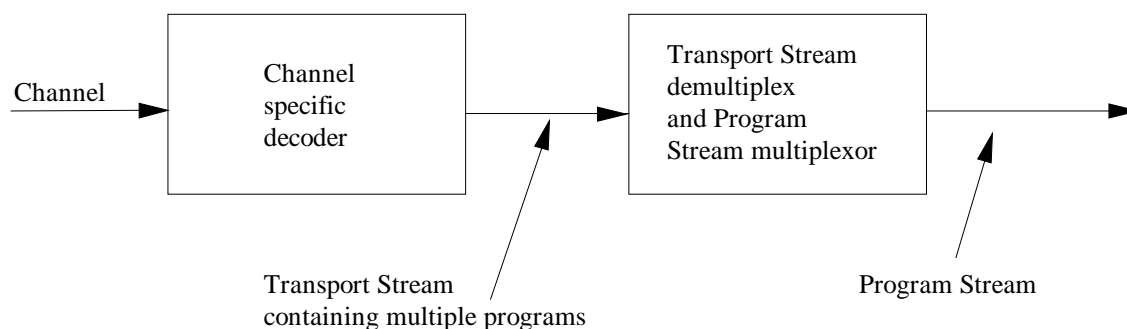 Channel
Channel
specific
decoder
Transport Stream
demultiplex
and Program
Stream multiplexor
Transport Stream
containing multiple programs
Program Stream